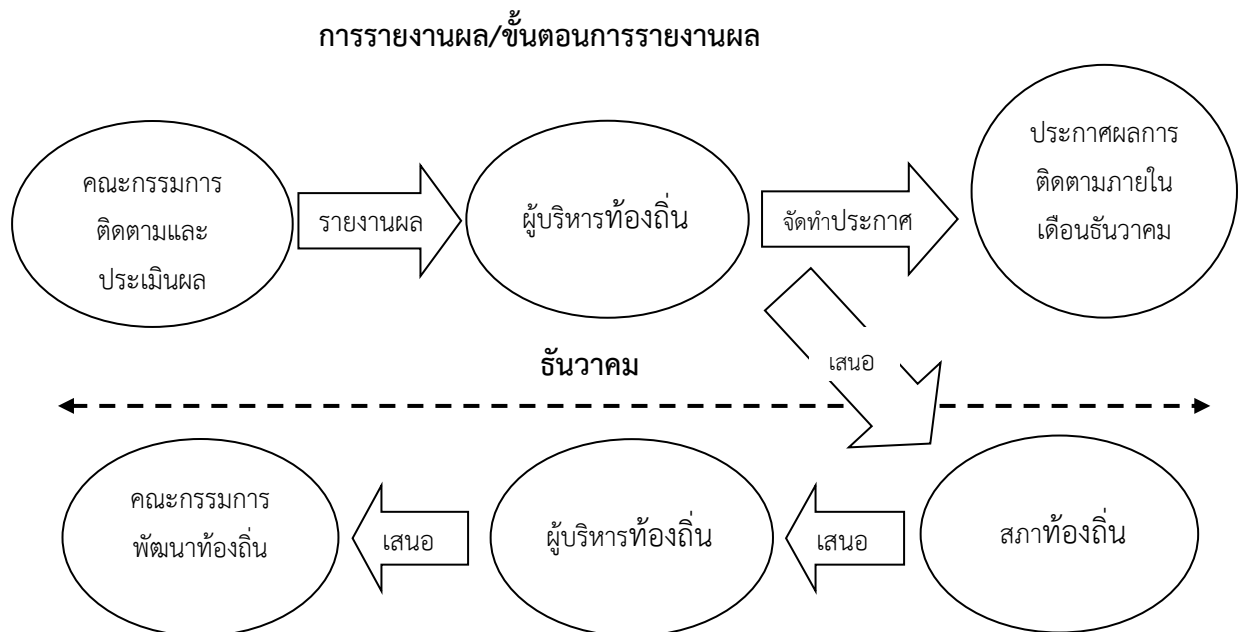 การรายงานผล/ขั้นตอนการรายงานผล
คณะกรรมการ
ติดตามและ
ประเมินผล
รายงานผล
ผู้บริหารท้องถิ่น
จัดทำประกาศ
ประกาศผลการ
ติดตามภายใน
เดือนธันวาคม
เสนอ
ธันวาคม
สภาท้องถิ่น
เสนอ
ผู้บริหารท้องถิ่น
เสนอ
คณะกรรมการ
พัฒนาท้องถิ่น